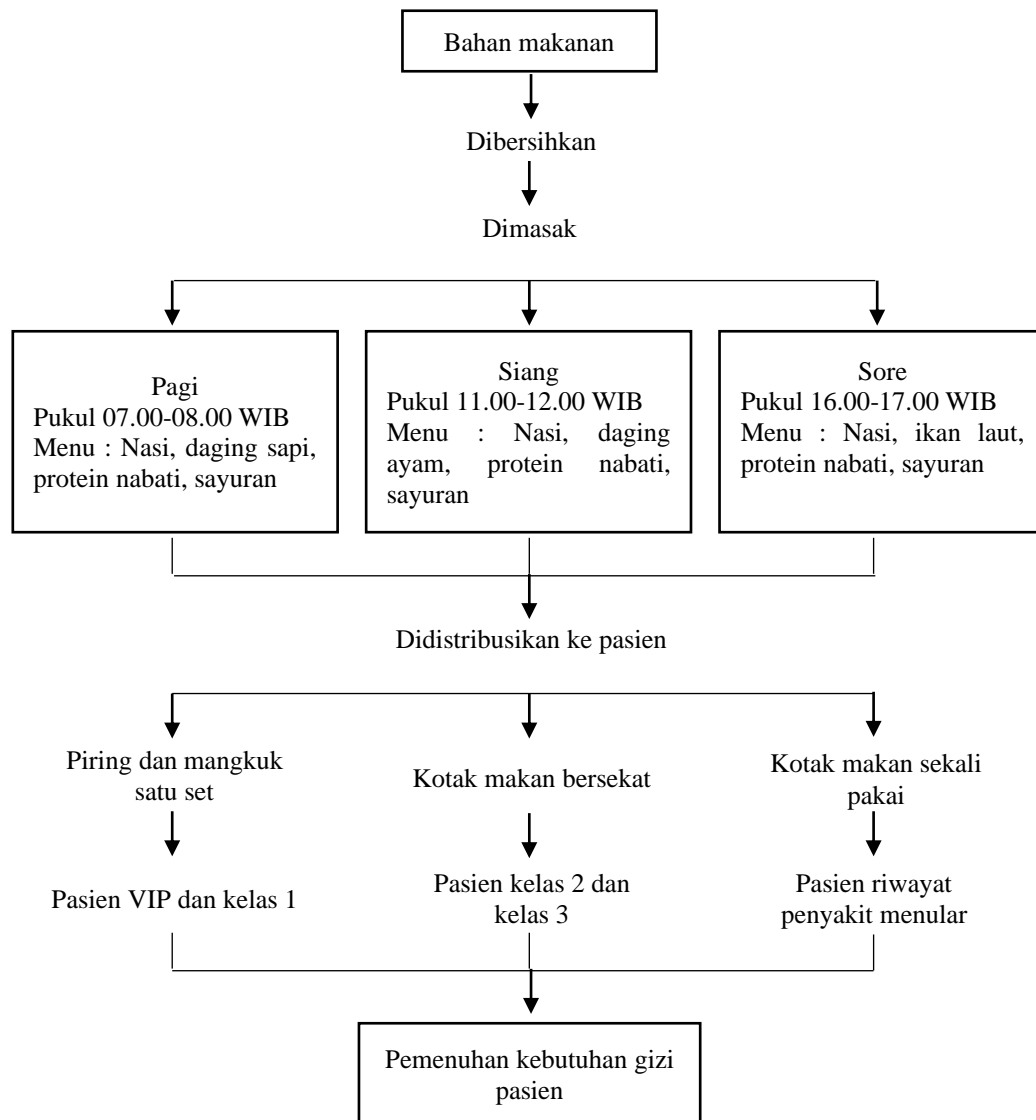 Bahan makanan
Dibersihkan
Dimasak
Pagi
Pukul 07.00-08.00 WIB
Menu : Nasi, daging sapi,
protein nabati, sayuran
Siang
Pukul 11.00-12.00 WIB
Menu : Nasi, daging
ayam, protein nabati,
sayuran
Sore
Pukul 16.00-17.00 WIB
Menu : Nasi, ikan laut,
protein nabati, sayuran
Didistribusikan ke pasien
Piring dan mangkuk
satu set
Kotak makan bersekat
Kotak makan sekali
pakai
Pasien VIP dan kelas 1
Pasien kelas 2 dan
kelas 3
Pasien riwayat
penyakit menular
Pemenuhan kebutuhan gizi
pasien